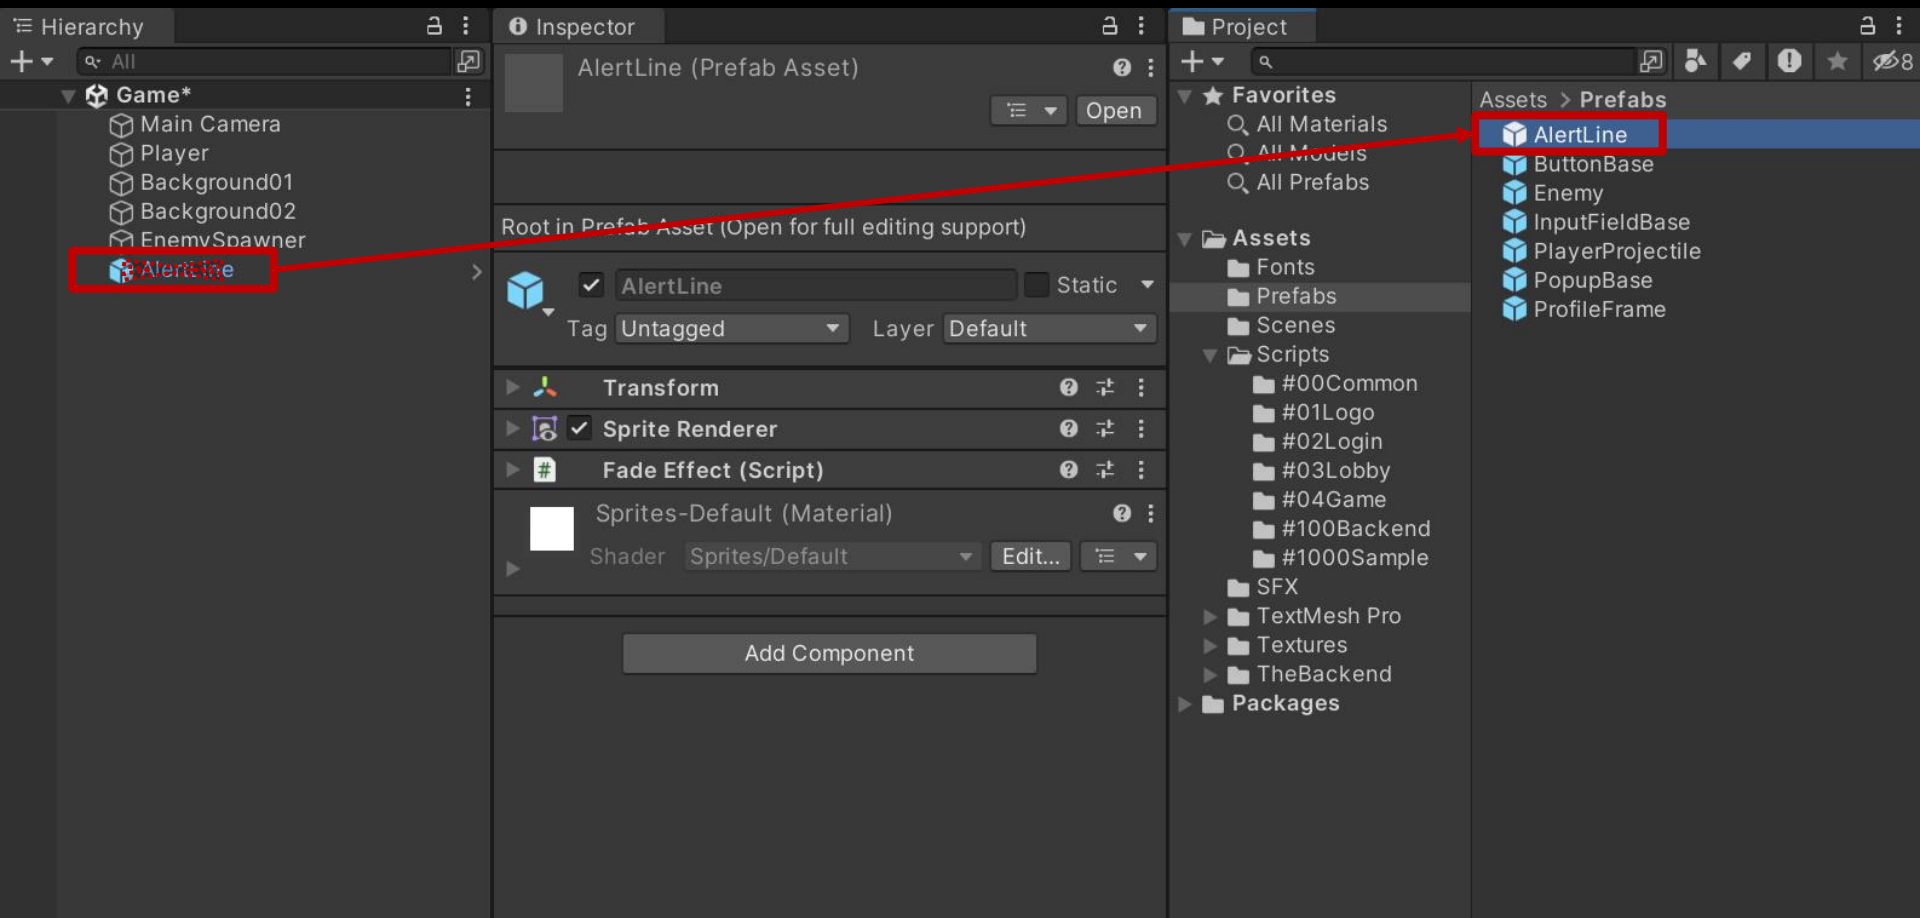 Hierarchy
All
Game*
Main Camera
Player
Background01
Background02
EnemySpawner
AlertLine
Inspector
AlertLine (Prefab Asset)
Open
Root in Prefab Asset (Open for full editing support)
AlertLine
Static
Tag Untagged
Layer Default
Transform
Sprite Renderer
# Fade Effect (Script)
Sprites-Default (Material)
Shader Sprites/Default
Edit...
Add Component
Project
8
Favorites
All Materials
All Models
All Prefabs
Assets
Fonts
Prefabs
Scenes
Scripts
#00Common
#01Logo
#02Login
#03Lobby
#04Game
#100Backend
#1000Sample
SFX
TextMesh Pro
Textures
TheBackend
Packages
Assets > Prefabs
AlertLine
ButtonBase
Enemy
InputFieldBase
PlayerProjectile
PopupBase
ProfileFrame